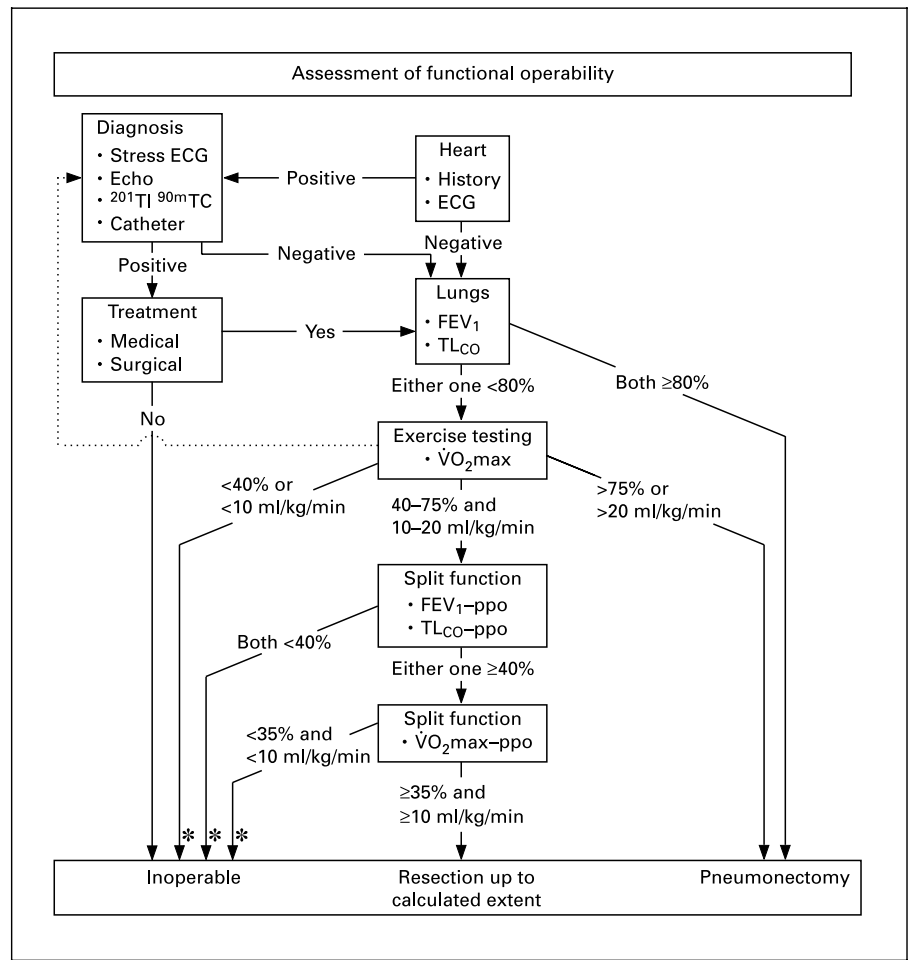 Assessment of functional operability
Diagnosis
· Stress ECG
· Echo
· ²⁰¹Tl ⁹⁰ᵐTC
· Catheter
Positive
Heart
· History
· ECG
Negative
Negative
Positive
Treatment
· Medical
· Surgical
Yes
Lungs
· FEV₁
· TL_CO
No
Either one <80%
Both ≥80%
Exercise testing
· V̇O₂max
<40% or
<10 ml/kg/min
40–75% and
10–20 ml/kg/min
>75% or
>20 ml/kg/min
Split function
· FEV₁–ppo
· TL_CO–ppo
Both <40%
Either one ≥40%
Split function
· V̇O₂max–ppo
<35% and
<10 ml/kg/min
≥35% and
≥10 ml/kg/min
* * *
Inoperable
Resection up to
calculated extent
Pneumonectomy